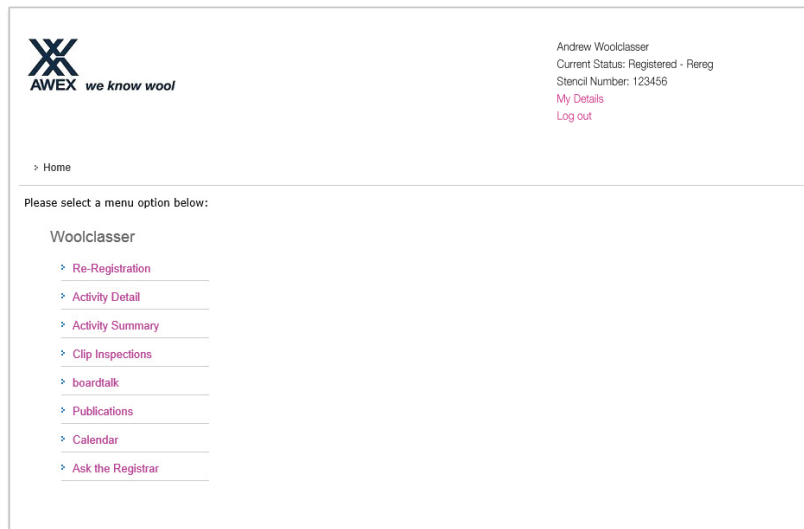 AWEX we know wool
Andrew Woolclasser
Current Status: Registered - Rereg
Stencil Number: 123456
My Details
Log out
Home
Please select a menu option below:
Woolclasser
Re-Registration
Activity Detail
Activity Summary
Clip Inspections
boardtalk
Publications
Calendar
Ask the Registrar